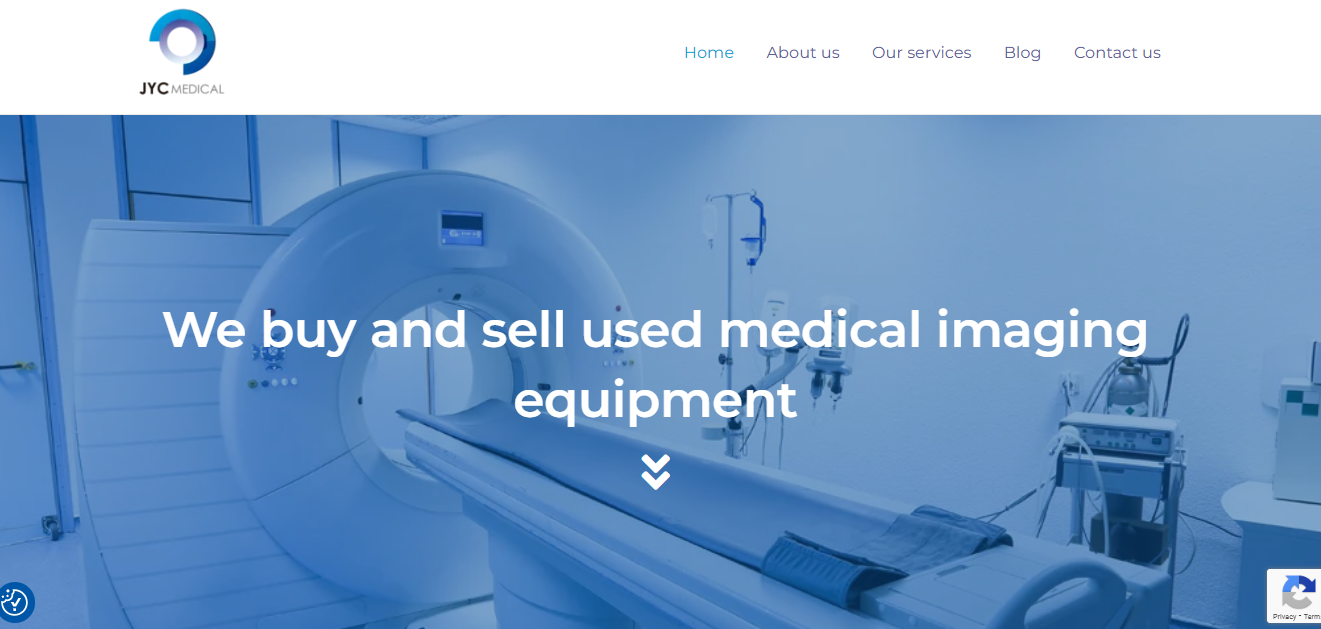 JYC MEDICAL
Home About us Our services Blog Contact us
We buy and sell used medical imaging
equipment
Privacy -